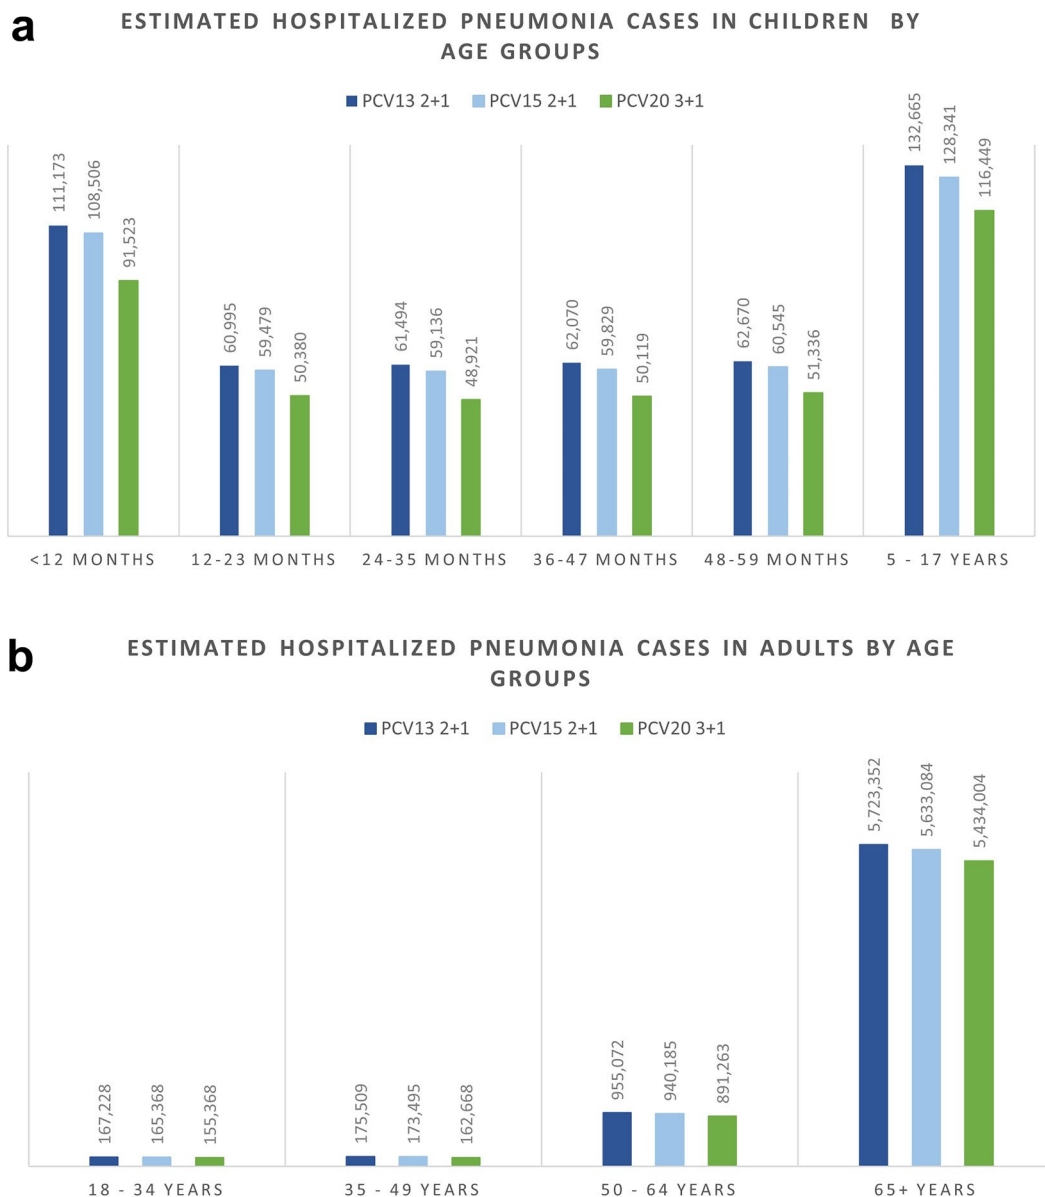 a
ESTIMATED HOSPITALIZED PNEUMONIA CASES IN CHILDREN BY
AGE GROUPS
PCV13 2+1 PCV15 2+1 PCV20 3+1
111,173 108,506 91,523
60,995 59,479 50,380
61,494 59,136 48,921
62,070 59,829 50,119
62,670 60,545 51,336
132,665 128,341 116,449
<12 MONTHS 12-23 MONTHS 24-35 MONTHS 36-47 MONTHS 48-59 MONTHS 5 - 17 YEARS
b
ESTIMATED HOSPITALIZED PNEUMONIA CASES IN ADULTS BY AGE
GROUPS
PCV13 2+1 PCV15 2+1 PCV20 3+1
167,228 165,368 155,368
175,509 173,495 162,668
955,072 940,185 891,263
5,723,352 5,633,084 5,434,004
18 - 34 YEARS 35 - 49 YEARS 50 - 64 YEARS 65+ YEARS